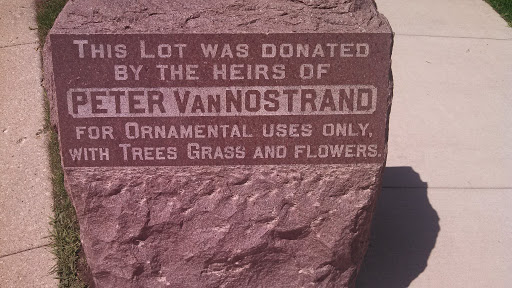 This Lot was donated
by the heirs of
PETER VanNOSTRAND
for Ornamental uses only,
with Trees Grass and flowers.